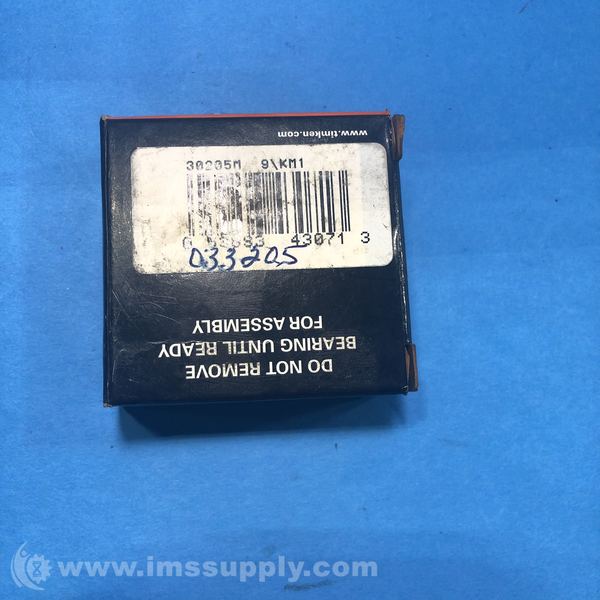 www.timken.com
30205M 9\KM1
43071 3
033205
DO NOT REMOVE
BEARING UNTIL READY
FOR ASSEMBLY
www.imssupply.com